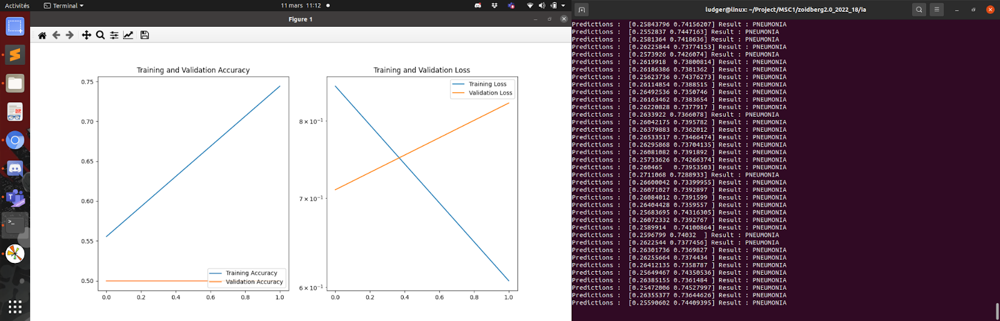 Activités
Terminal
11 mars 11:12
Figure 1
Training and Validation Accuracy
0.75
0.70
0.65
0.60
0.55
0.50
Training Accuracy
Validation Accuracy
0.0 0.2 0.4 0.6 0.8 1.0
Training and Validation Loss
Training Loss
Validation Loss
8 × 10⁻¹
7 × 10⁻¹
6 × 10⁻¹
0.0 0.2 0.4 0.6 0.8 1.0
ludger@linux: ~/Project/MSC1/zoidberg2.0_2022_18/ia
Predictions : [0.25843796 0.74156207] Result : PNEUMONIA
Predictions : [0.2552837 0.7447163] Result : PNEUMONIA
Predictions : [0.2581364 0.7418636] Result : PNEUMONIA
Predictions : [0.26225844 0.73774153] Result : PNEUMONIA
Predictions : [0.2573926 0.7426074] Result : PNEUMONIA
Predictions : [0.2619918 0.73800814] Result : PNEUMONIA
Predictions : [0.26186386 0.7381362 ] Result : PNEUMONIA
Predictions : [0.25623736 0.74376273] Result : PNEUMONIA
Predictions : [0.26114854 0.7388515 ] Result : PNEUMONIA
Predictions : [0.26492536 0.7350746 ] Result : PNEUMONIA
Predictions : [0.26163462 0.7383654 ] Result : PNEUMONIA
Predictions : [0.26220828 0.7377917 ] Result : PNEUMONIA
Predictions : [0.2633922 0.7366078] Result : PNEUMONIA
Predictions : [0.26042175 0.7395782 ] Result : PNEUMONIA
Predictions : [0.26379883 0.7362012 ] Result : PNEUMONIA
Predictions : [0.26533517 0.73466474] Result : PNEUMONIA
Predictions : [0.26295868 0.73704135] Result : PNEUMONIA
Predictions : [0.26081082 0.7391892 ] Result : PNEUMONIA
Predictions : [0.25733626 0.74266374] Result : PNEUMONIA
Predictions : [0.260465 0.73953503] Result : PNEUMONIA
Predictions : [0.2711068 0.7288933] Result : PNEUMONIA
Predictions : [0.26600042 0.73399955] Result : PNEUMONIA
Predictions : [0.26071027 0.7392897 ] Result : PNEUMONIA
Predictions : [0.26084012 0.7391599 ] Result : PNEUMONIA
Predictions : [0.26404428 0.7359557 ] Result : PNEUMONIA
Predictions : [0.25683695 0.74316305] Result : PNEUMONIA
Predictions : [0.26072332 0.7392767 ] Result : PNEUMONIA
Predictions : [0.2589914 0.74100864] Result : PNEUMONIA
Predictions : [0.2596799 0.74032 ] Result : PNEUMONIA
Predictions : [0.2622544 0.7377456] Result : PNEUMONIA
Predictions : [0.26301736 0.7369827 ] Result : PNEUMONIA
Predictions : [0.26255664 0.7374434 ] Result : PNEUMONIA
Predictions : [0.26412135 0.7358787 ] Result : PNEUMONIA
Predictions : [0.25649467 0.74350536] Result : PNEUMONIA
Predictions : [0.26385155 0.7361484 ] Result : PNEUMONIA
Predictions : [0.25472006 0.74527997] Result : PNEUMONIA
Predictions : [0.26355377 0.73644626] Result : PNEUMONIA
Predictions : [0.25590602 0.74409395] Result : PNEUMONIA